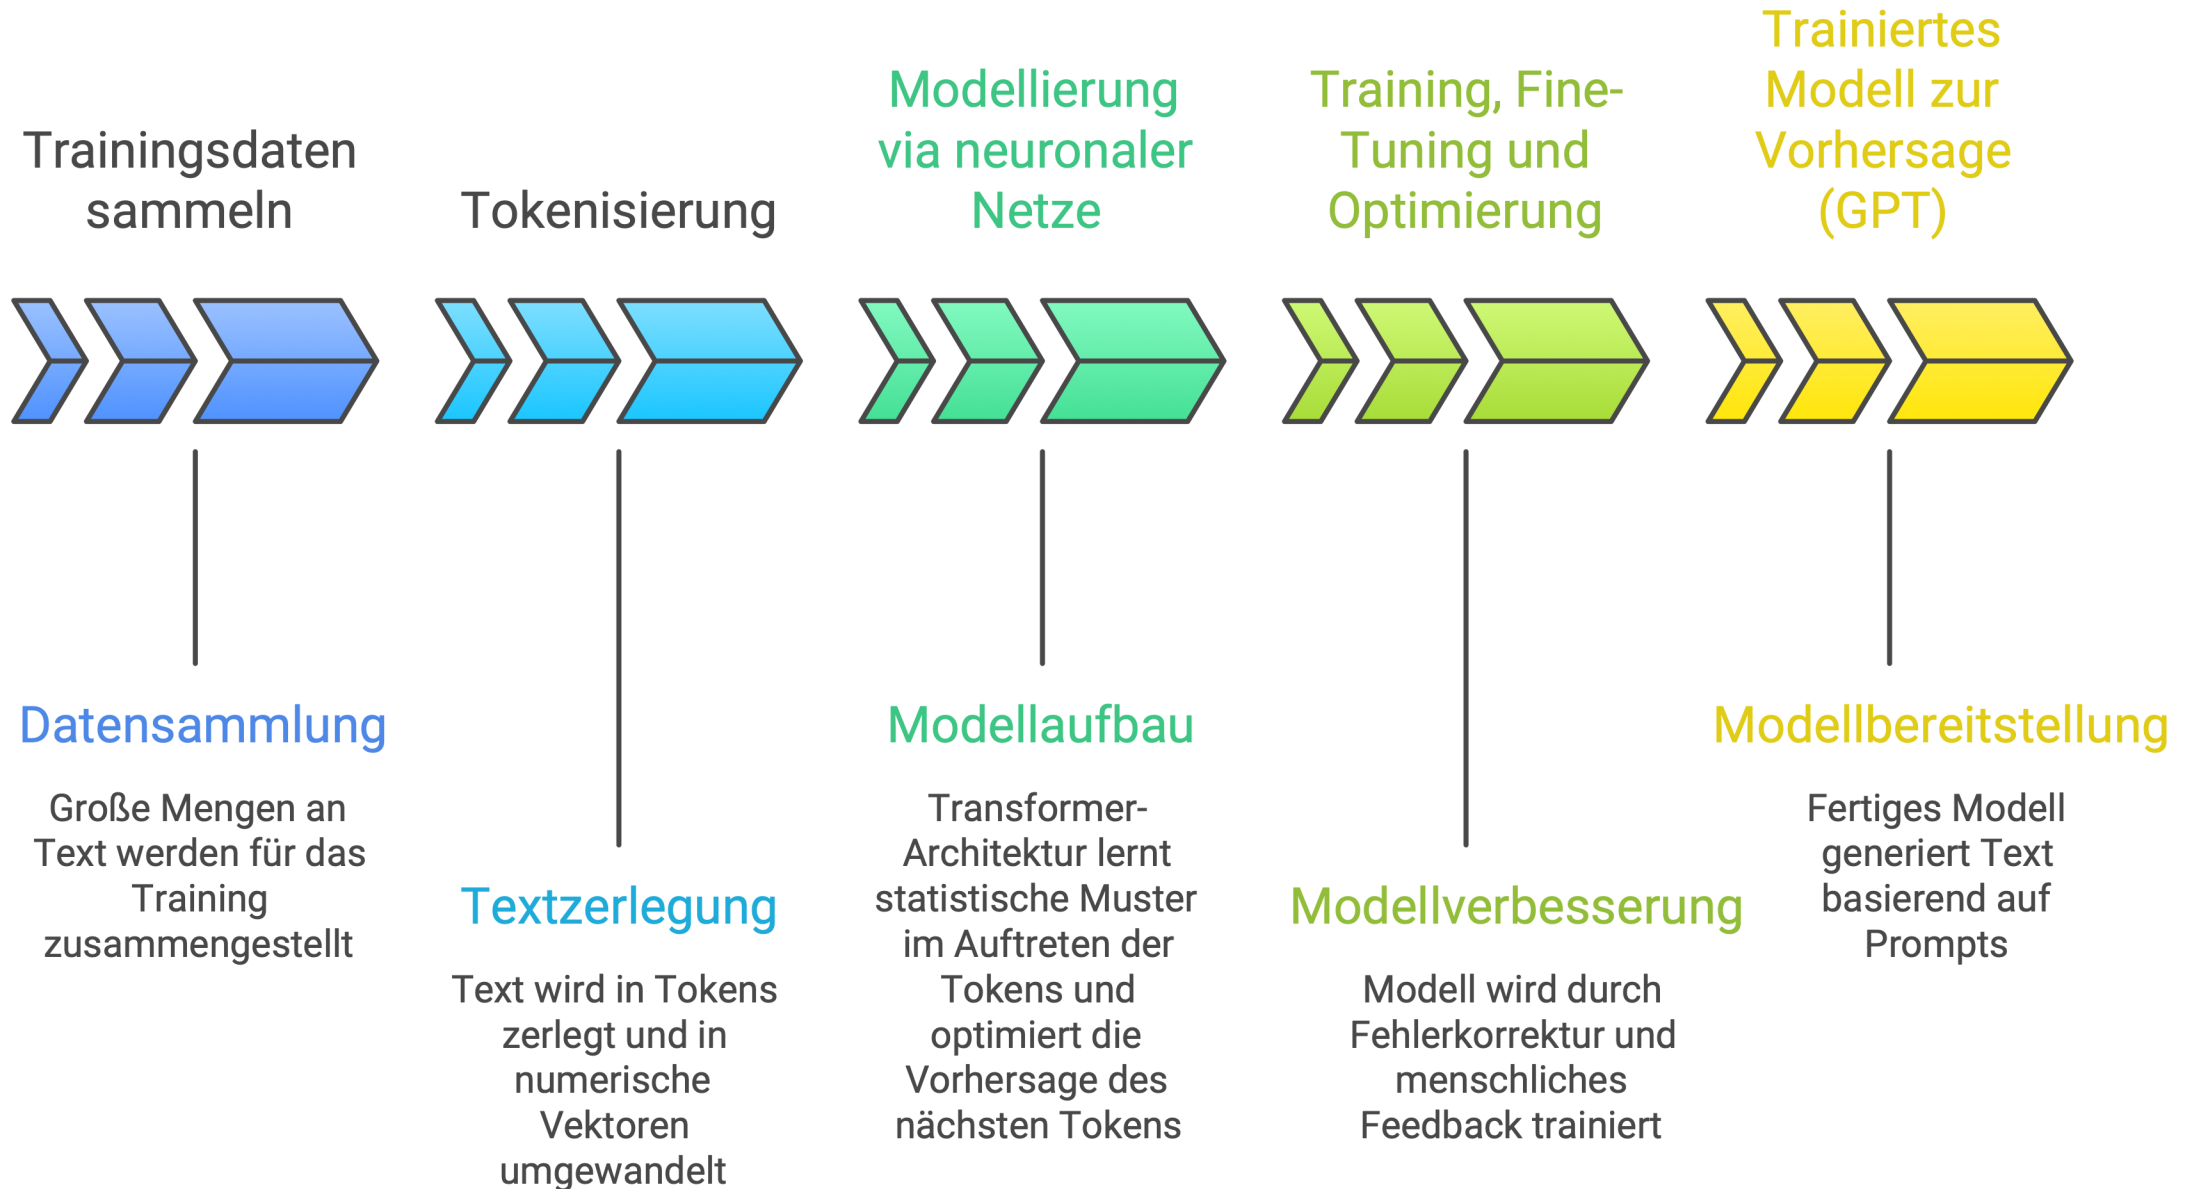 Trainingsdaten
sammeln
Tokenisierung
Modellierung
via neuronaler
Netze
Training, Fine-
Tuning und
Optimierung
Trainiertes
Modell zur
Vorhersage
(GPT)
Datensammlung
Große Mengen an
Text werden für das
Training
zusammengestellt
Textzerlegung
Text wird in Tokens
zerlegt und in
numerische
Vektoren
umgewandelt
Modellaufbau
Transformer-
Architektur lernt
statistische Muster
im Auftreten der
Tokens und
optimiert die
Vorhersage des
nächsten Tokens
Modellverbesserung
Modell wird durch
Fehlerkorrektur und
menschliches
Feedback trainiert
Modellbereitstellung
Fertiges Modell
generiert Text
basierend auf
Prompts